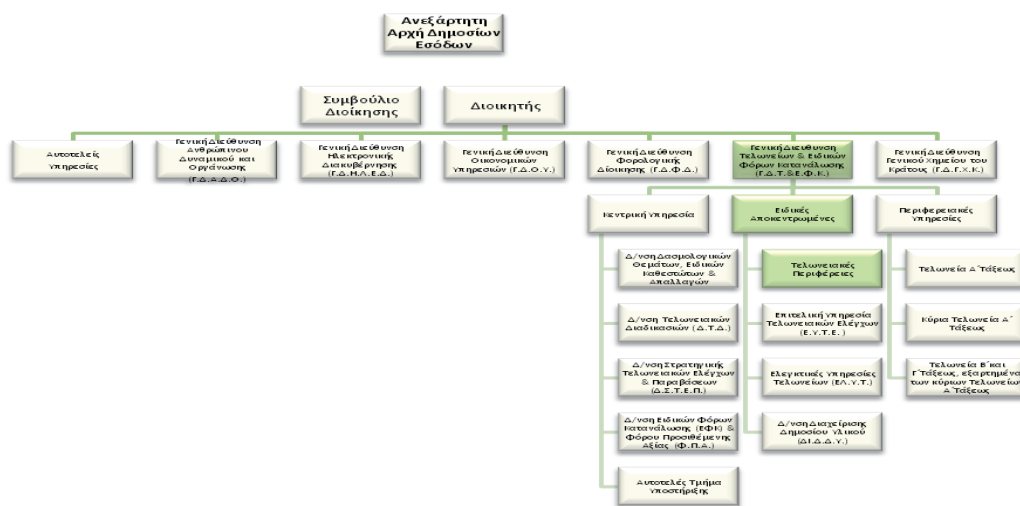 Ανεξάρτητη
Αρχή Δημοσίων
Εσόδων
Συμβούλιο
Διοίκησης
Διοικητής
Αυτοτελείς
Υπηρεσίες
Γενική Διεύθυνση
Ανθρώπινου
Δυναμικού και
Οργάνωσης
(Γ.Δ.Α.Δ.Ο.)
Γενική Διεύθυνση
Ηλεκτρονικής
Διακυβέρνησης
(Γ.Δ.ΗΛ.Ε.Δ.)
Γενική Διεύθυνση
Οικονομικών
Υπηρεσιών (Γ.Δ.Ο.Υ.)
Γενική Διεύθυνση
Φορολογικής
Διοίκησης (Γ.Δ.Φ.Δ.)
Γενική Διεύθυνση
Τελωνείων & Ειδικών
Φόρων Κατανάλωσης
(Γ.Δ.Τ.&Ε.Φ.Κ.)
Γενική Διεύθυνση
Γενικού Χημείου του
Κράτους (Γ.Δ.Γ.Χ.Κ.)
Κεντρική Υπηρεσία
Ειδικές
Αποκεντρωμένες
Περιφερειακές
Υπηρεσίες
Δ/νση Δασμολογικών
Θεμάτων, Ειδικών
Καθεστώτων &
Απαλλαγών
Τελωνειακές
Περιφέρειες
Τελωνεία Α΄Τάξεως
Δ/νση Τελωνειακών
Διαδικασιών (Δ.Τ.Δ.)
Επιτελική Υπηρεσία
Τελωνειακών Ελέγχων
(Ε.Υ.Τ.Ε.)
Κύρια Τελωνεία Α΄
Τάξεως
Δ/νση Στρατηγικής
Τελωνειακών Ελέγχων
& Παραβάσεων
(Δ.Σ.Τ.Ε.Π.)
Ελεγκτικές Υπηρεσίες
Τελωνείων (ΕΛ.Υ.Τ.)
Τελωνεία Β΄και
Γ΄Τάξεως, εξαρτημένα
των κύριων Τελωνείων
Α΄Τάξεως
Δ/νση Ειδικών Φόρων
Κατανάλωσης (ΕΦΚ) &
Φόρου Προσιθέμενης
Αξίας (Φ.Π.Α.)
Δ/νση Διαχείρισης
Δημοσίου Υλικού
(ΔΙ.Δ.Δ.Υ.)
Αυτοτελές Τμήμα
Υποστήριξης